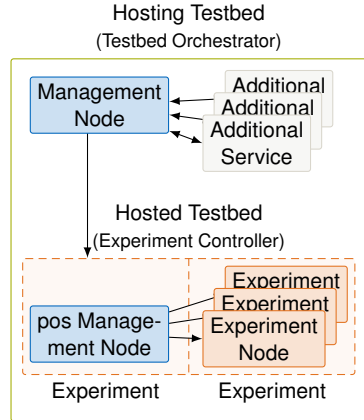 Hosting Testbed
(Testbed Orchestrator)
Management
Node
Additional
Additional
Additional
Service
Hosted Testbed
(Experiment Controller)
pos Manage-
ment Node
Experiment
Experiment
Experiment
Node
Experiment
Experiment